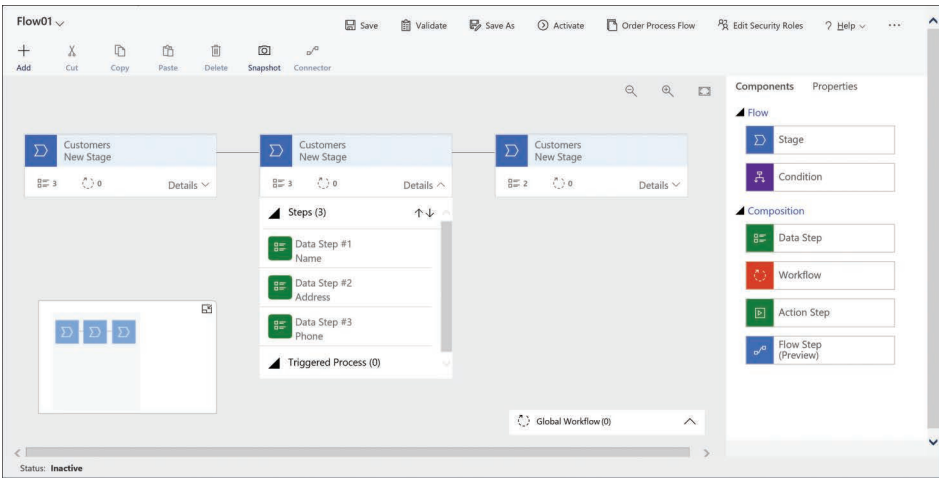 Flow01
Save Validate Save As Activate Order Process Flow Edit Security Roles ? Help ...
Add Cut Copy Paste Delete Snapshot Connector
Components Properties
Flow
Stage
Condition
Composition
Data Step
Workflow
Action Step
Flow Step
(Preview)
Customers
New Stage
3 0 Details
Customers
New Stage
3 0 Details
Steps (3)
Data Step #1
Name
Data Step #2
Address
Data Step #3
Phone
Triggered Process (0)
Customers
New Stage
2 0 Details
Global Workflow (0)
Status: Inactive